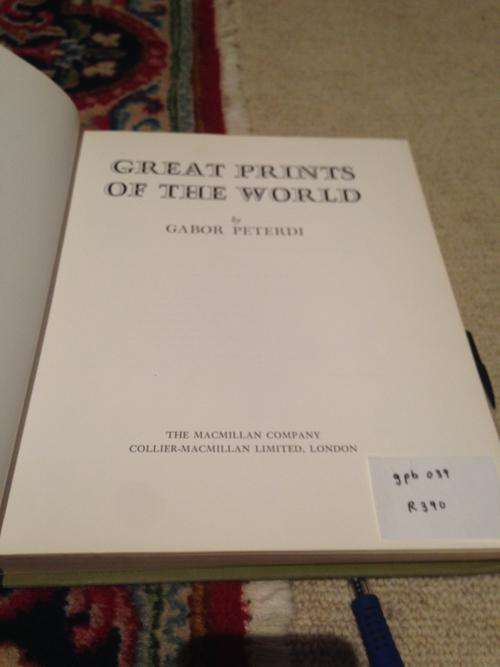 GREAT PRINTS
OF THE WORLD
by
GABOR PETERDI
THE MACMILLAN COMPANY
COLLIER-MACMILLAN LIMITED, LONDON
gpb 039
R390